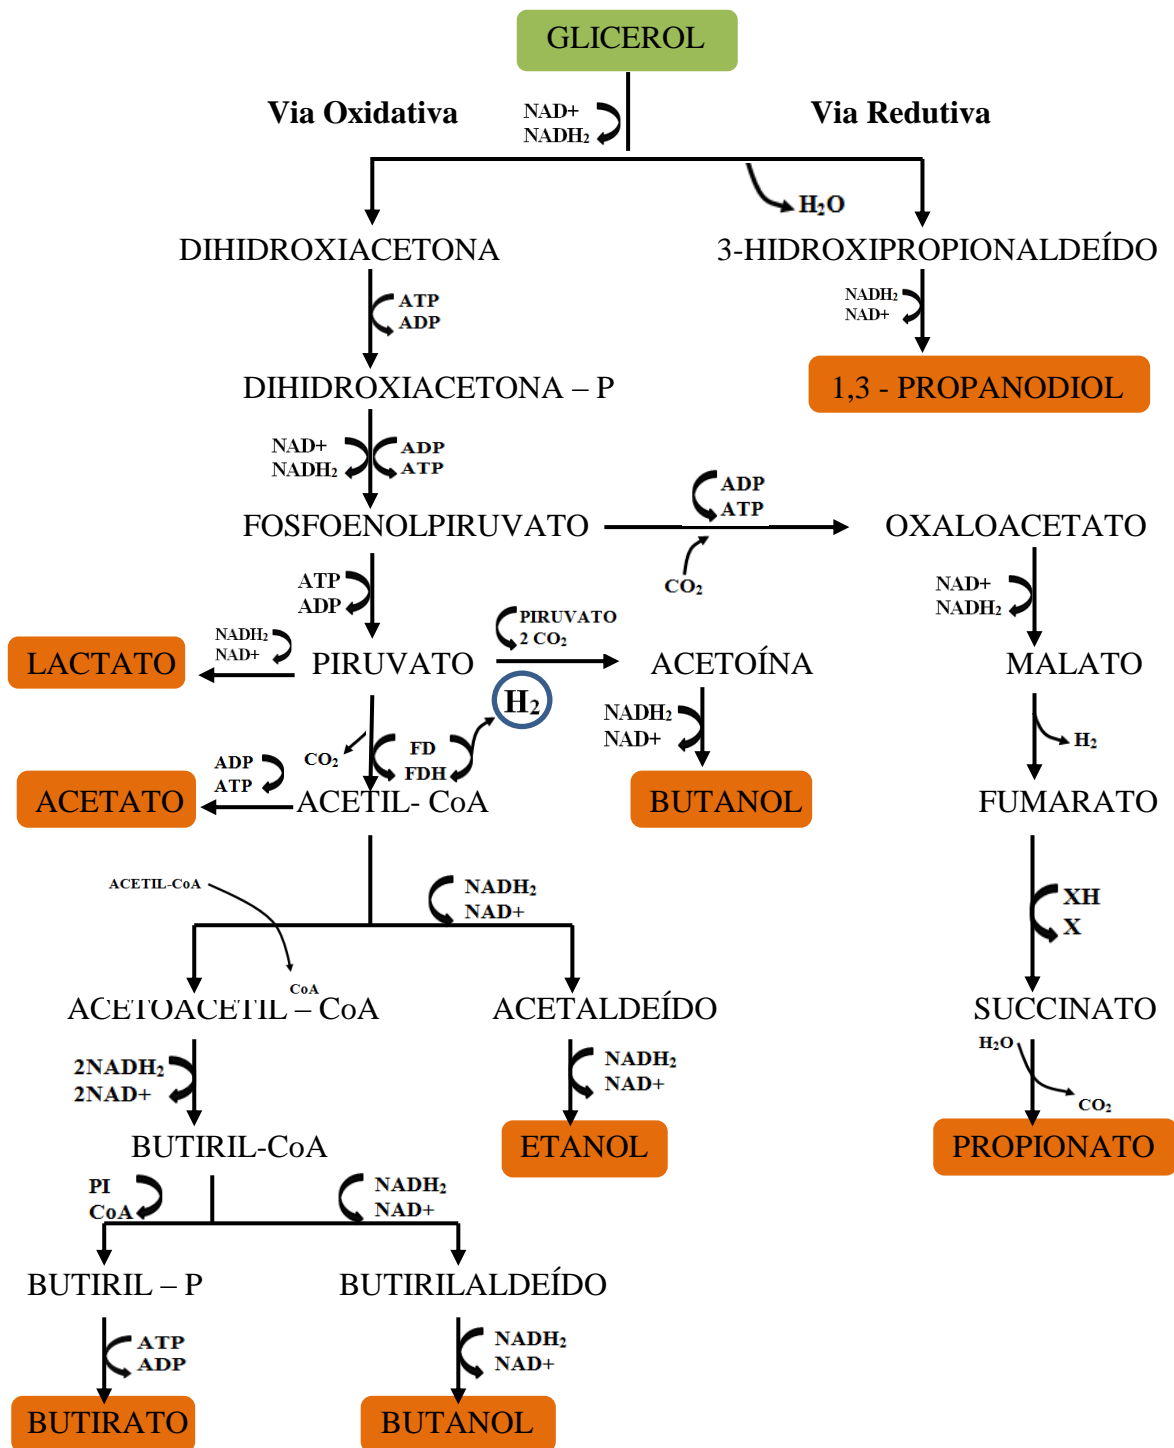 GLICEROL
Via Oxidativa
NAD+
NADH₂
Via Redutiva
H₂O
DIHIDROXIACETONA
3-HIDROXIPROPIONALDEÍDO
ATP
ADP
NADH₂
NAD+
DIHIDROXIACETONA – P
1,3 - PROPANODIOL
NAD+
NADH₂
ADP
ATP
ADP
ATP
FOSFOENOLPIRUVATO
OXALOACETATO
CO₂
ATP
ADP
NAD+
NADH₂
NADH₂
NAD+
PIRUVATO
2 CO₂
LACTATO
PIRUVATO
ACETOÍNA
MALATO
H₂
NADH₂
NAD+
CO₂
FD
FDH
H₂
ADP
ATP
ACETATO
ACETIL- CoA
BUTANOL
FUMARATO
ACETIL-CoA
NADH₂
NAD+
XH
X
CoA
ACETOACETIL – CoA
ACETALDEÍDO
SUCCINATO
2NADH₂
2NAD+
NADH₂
NAD+
H₂O
CO₂
BUTIRIL-CoA
ETANOL
PROPIONATO
PI
CoA
NADH₂
NAD+
BUTIRIL – P
BUTIRILALDEÍDO
ATP
ADP
NADH₂
NAD+
BUTIRATO
BUTANOL